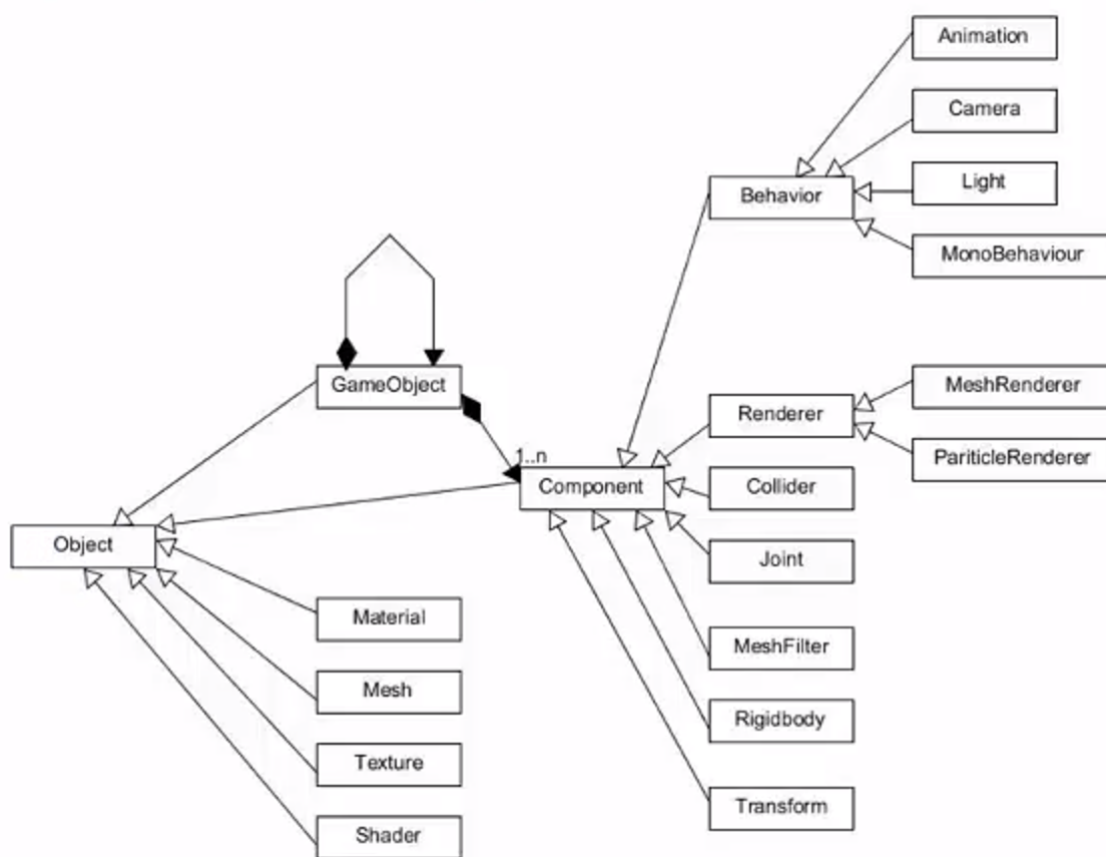 Animation
Camera
Behavior
Light
MonoBehaviour
GameObject
MeshRenderer
Renderer
1..n
PariticleRenderer
Component
Collider
Object
Joint
Material
MeshFilter
Mesh
Rigidbody
Texture
Transform
Shader